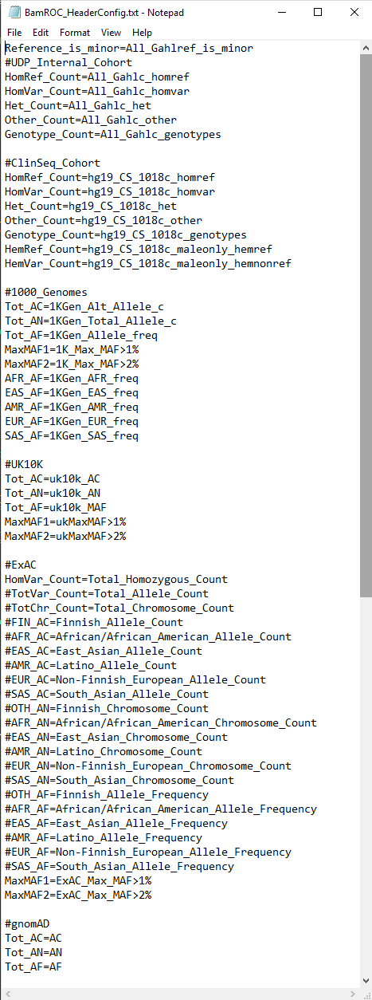 BamROC_HeaderConfig.txt - Notepad
File Edit Format View Help
Reference_is_minor=All_Gahlref_is_minor
#UDP_Internal_Cohort
HomRef_Count=All_Gahlc_homref
HomVar_Count=All_Gahlc_homvar
Het_Count=All_Gahlc_het
Other_Count=All_Gahlc_other
Genotype_Count=All_Gahlc_genotypes

#ClinSeq_Cohort
HomRef_Count=hg19_CS_1018c_homref
HomVar_Count=hg19_CS_1018c_homvar
Het_Count=hg19_CS_1018c_het
Other_Count=hg19_CS_1018c_other
Genotype_Count=hg19_CS_1018c_genotypes
HemRef_Count=hg19_CS_1018c_maleonly_hemref
HemVar_Count=hg19_CS_1018c_maleonly_hemnonref

#1000_Genomes
Tot_AC=1KGen_Alt_Allele_c
Tot_AN=1KGen_Total_Allele_c
Tot_AF=1KGen_Allele_freq
MaxMAF1=1K_Max_MAF>1%
MaxMAF2=1K_Max_MAF>2%
AFR_AF=1KGen_AFR_freq
EAS_AF=1KGen_EAS_freq
AMR_AF=1KGen_AMR_freq
EUR_AF=1KGen_EUR_freq
SAS_AF=1KGen_SAS_freq

#UK10K
Tot_AC=uk10k_AC
Tot_AN=uk10k_AN
Tot_AF=uk10k_MAF
MaxMAF1=ukMaxMAF>1%
MaxMAF2=ukMaxMAF>2%

#ExAC
HomVar_Count=Total_Homozygous_Count
#TotVar_Count=Total_Allele_Count
#TotChr_Count=Total_Chromosome_Count
#FIN_AC=Finnish_Allele_Count
#AFR_AC=African/African_American_Allele_Count
#EAS_AC=East_Asian_Allele_Count
#AMR_AC=Latino_Allele_Count
#EUR_AC=Non-Finnish_European_Allele_Count
#SAS_AC=South_Asian_Allele_Count
#OTH_AN=Finnish_Chromosome_Count
#AFR_AN=African/African_American_Chromosome_Count
#EAS_AN=East_Asian_Chromosome_Count
#AMR_AN=Latino_Chromosome_Count
#EUR_AN=Non-Finnish_European_Chromosome_Count
#SAS_AN=South_Asian_Chromosome_Count
#OTH_AF=Finnish_Allele_Frequency
#AFR_AF=African/African_American_Allele_Frequency
#EAS_AF=East_Asian_Allele_Frequency
#AMR_AF=Latino_Allele_Frequency
#EUR_AF=Non-Finnish_European_Allele_Frequency
#SAS_AF=South_Asian_Allele_Frequency
MaxMAF1=ExAC_Max_MAF>1%
MaxMAF2=ExAC_Max_MAF>2%

#gnomAD
Tot_AC=AC
Tot_AN=AN
Tot_AF=AF